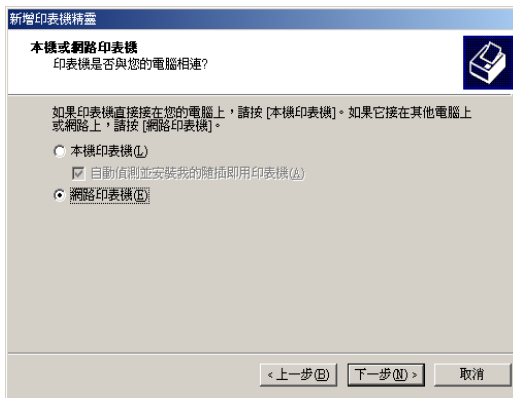 新增印表機精靈
本機或網路印表機
印表機是否與您的電腦相連?
如果印表機直接接在您的電腦上，請按 [本機印表機]。如果它接在其他電腦上
或網路上，請按 [網路印表機]。
本機印表機(L)
自動偵測並安裝我的隨插即用印表機(A)
網路印表機(E)
<上一步(B) 下一步(N)> 取消